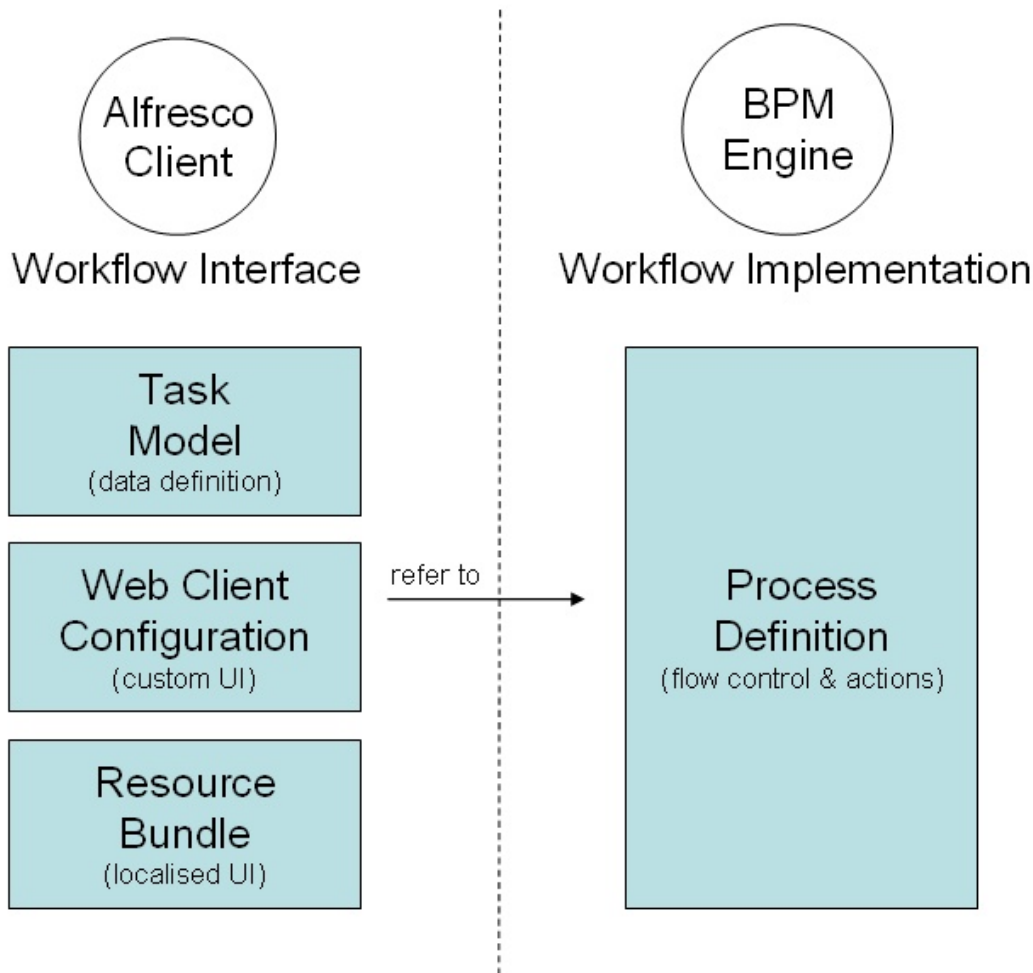 Alfresco
Client
Workflow Interface
Task
Model
(data definition)
Web Client
Configuration
(custom UI)
Resource
Bundle
(localised UI)
refer to
BPM
Engine
Workflow Implementation
Process
Definition
(flow control & actions)